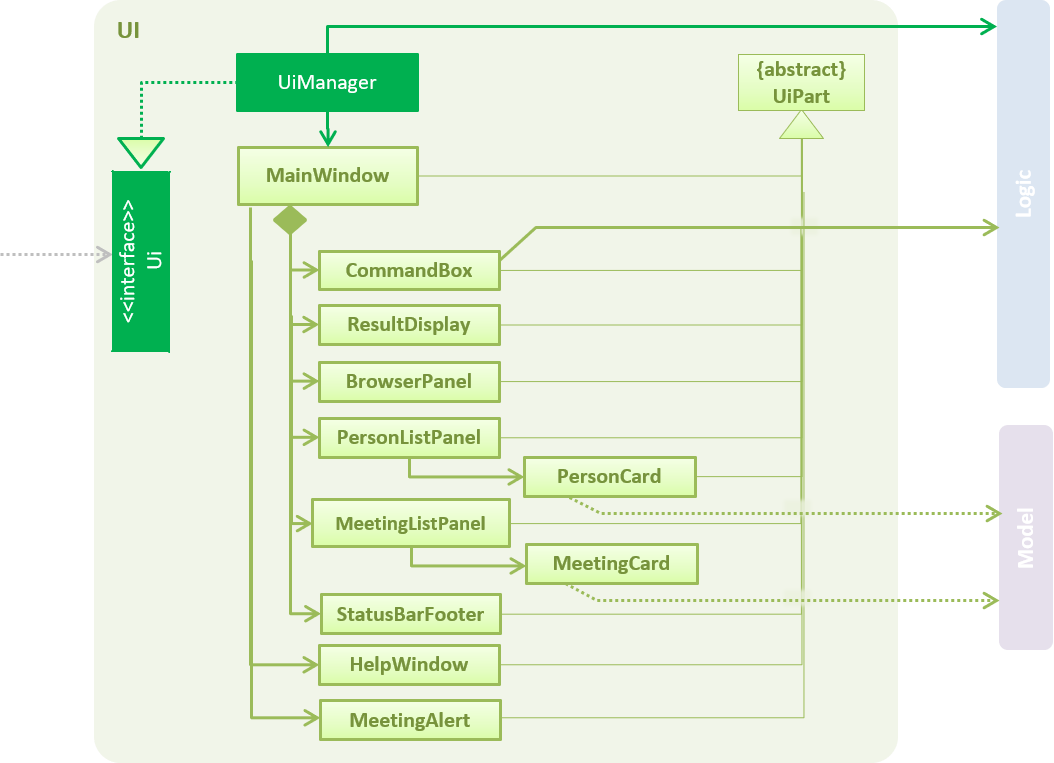 UI
UiManager
{abstract}
UiPart
MainWindow
<<interface>>
Ui
Logic
CommandBox
ResultDisplay
BrowserPanel
PersonListPanel
PersonCard
MeetingListPanel
Model
MeetingCard
StatusBarFooter
HelpWindow
MeetingAlert